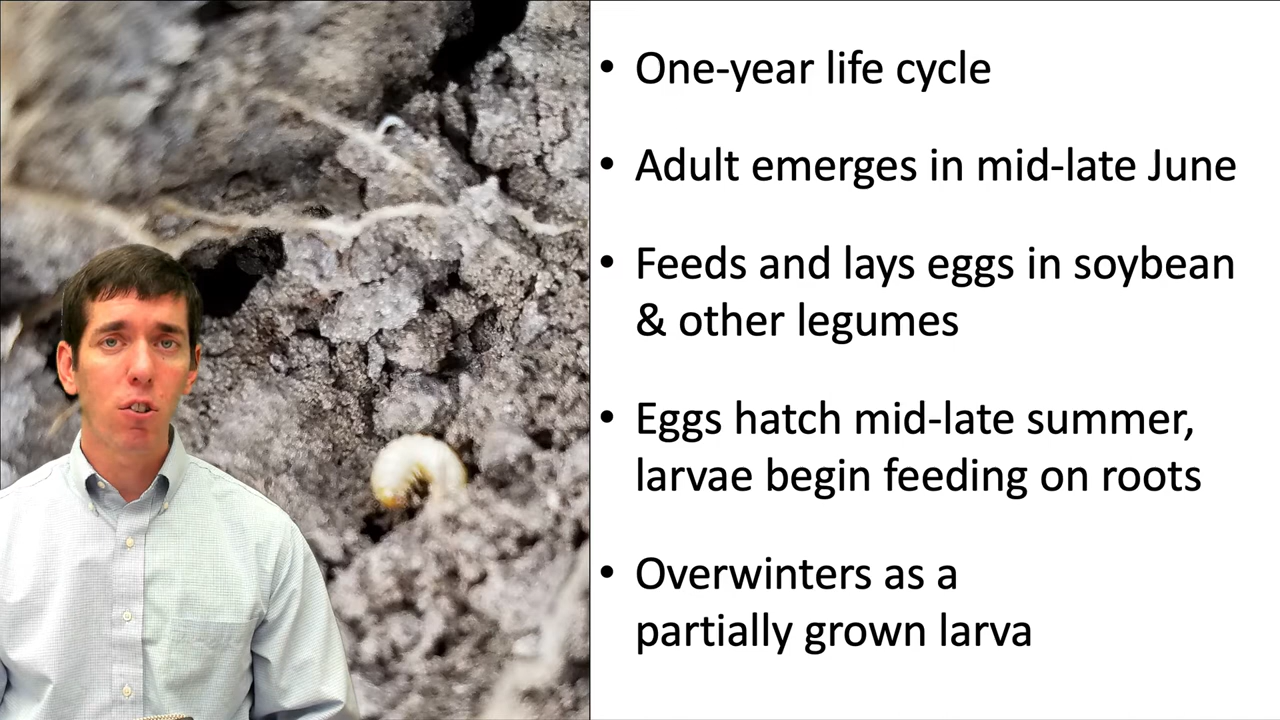 • One-year life cycle
• Adult emerges in mid-late June
• Feeds and lays eggs in soybean
& other legumes
• Eggs hatch mid-late summer,
larvae begin feeding on roots
• Overwinters as a
partially grown larva